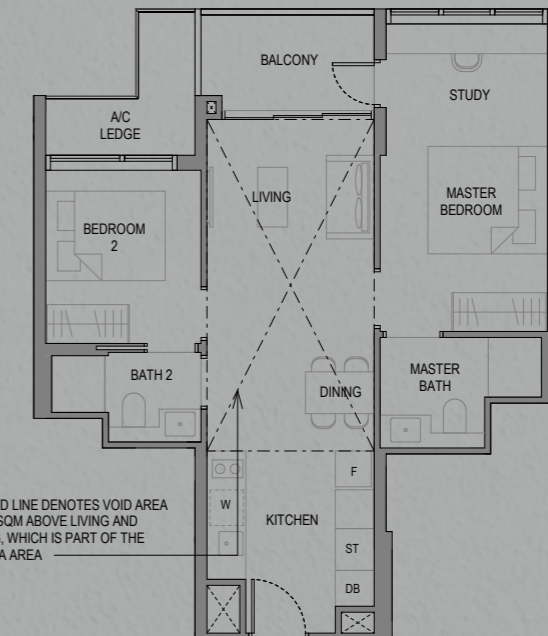 BALCONY
STUDY
A/C
LEDGE
LIVING
MASTER
BEDROOM
BEDROOM
2
BATH 2
DINING
MASTER
BATH
D LINE DENOTES VOID AREA
SQM ABOVE LIVING AND
, WHICH IS PART OF THE
A AREA
W
F
KITCHEN
ST
DB